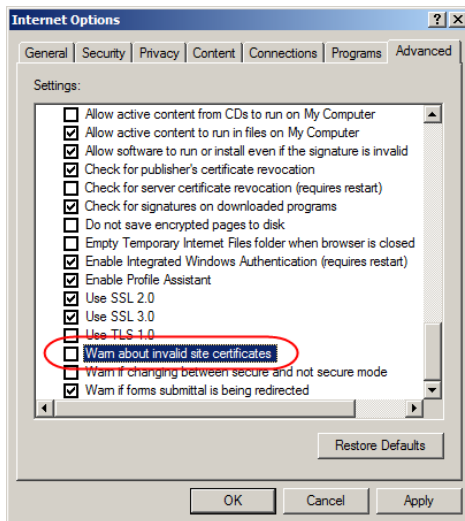 Internet Options
General Security Privacy Content Connections Programs Advanced
Settings:
Allow active content from CDs to run on My Computer
Allow active content to run in files on My Computer
Allow software to run or install even if the signature is invalid
Check for publisher's certificate revocation
Check for server certificate revocation (requires restart)
Check for signatures on downloaded programs
Do not save encrypted pages to disk
Empty Temporary Internet Files folder when browser is closed
Enable Integrated Windows Authentication (requires restart)
Enable Profile Assistant
Use SSL 2.0
Use SSL 3.0
Use TLS 1.0
Warn about invalid site certificates
Warn if changing between secure and not secure mode
Warn if forms submittal is being redirected
Restore Defaults
OK Cancel Apply